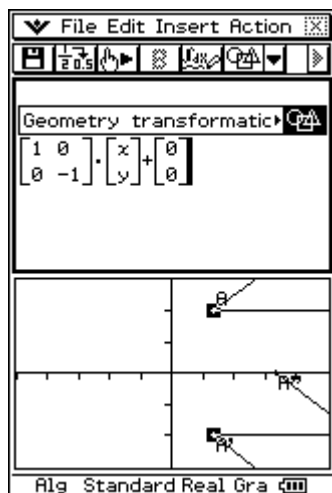 File Edit Insert Action
Geometry transformatic
[1 0
0 -1]·[x
y]+[0
0]
A
A'
Alg Standard Real Gra